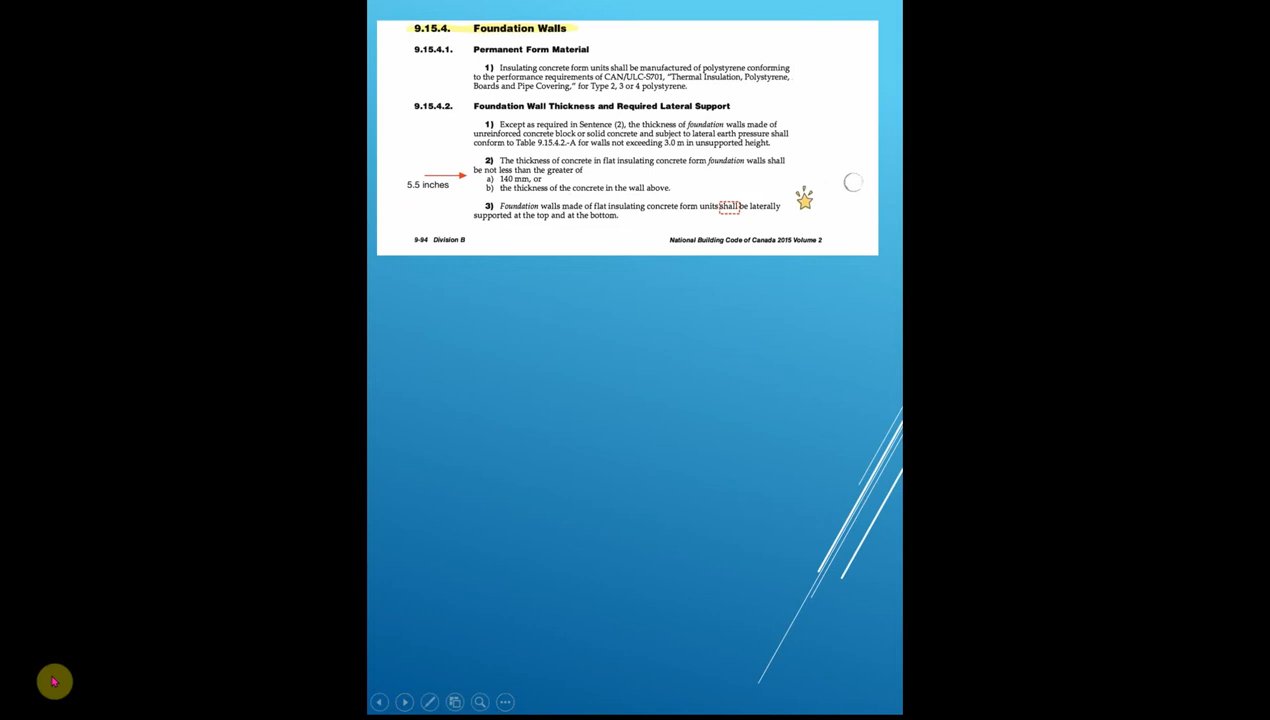 9.15.4. Foundation Walls
9.15.4.1. Permanent Form Material
1) Insulating concrete form units shall be manufactured of polystyrene conforming
to the performance requirements of CAN/ULC-S701, "Thermal Insulation, Polystyrene,
Boards and Pipe Covering," for Type 2, 3 or 4 polystyrene.
9.15.4.2. Foundation Wall Thickness and Required Lateral Support
1) Except as required in Sentence (2), the thickness of foundation walls made of
unreinforced concrete block or solid concrete and subject to lateral earth pressure shall
conform to Table 9.15.4.2.-A for walls not exceeding 3.0 m in unsupported height.
2) The thickness of concrete in flat insulating concrete form foundation walls shall
be not less than the greater of
a) 140 mm, or
5.5 inches
b) the thickness of the concrete in the wall above.
3) Foundation walls made of flat insulating concrete form units shall be laterally
supported at the top and at the bottom.
9-94 Division B National Building Code of Canada 2015 Volume 2